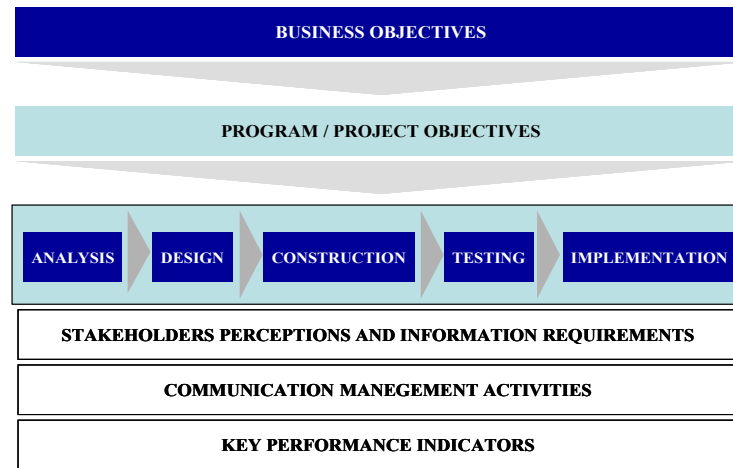 BUSINESS OBJECTIVES
PROGRAM / PROJECT OBJECTIVES
ANALYSIS DESIGN CONSTRUCTION TESTING IMPLEMENTATION
STAKEHOLDERS PERCEPTIONS AND INFORMATION REQUIREMENTS
COMMUNICATION MANEGEMENT ACTIVITIES
KEY PERFORMANCE INDICATORS